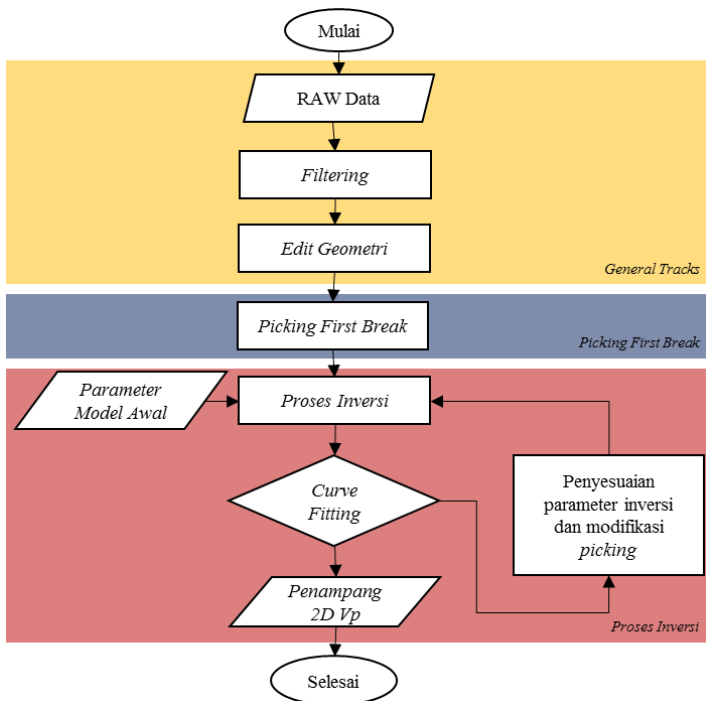 Mulai
RAW Data
Filtering
Edit Geometri
General Tracks
Picking First Break
Picking First Break
Parameter
Model Awal
Proses Inversi
Curve
Fitting
Penyesuaian
parameter inversi
dan modifikasi
picking
Penampang
2D Vp
Proses Inversi
Selesai